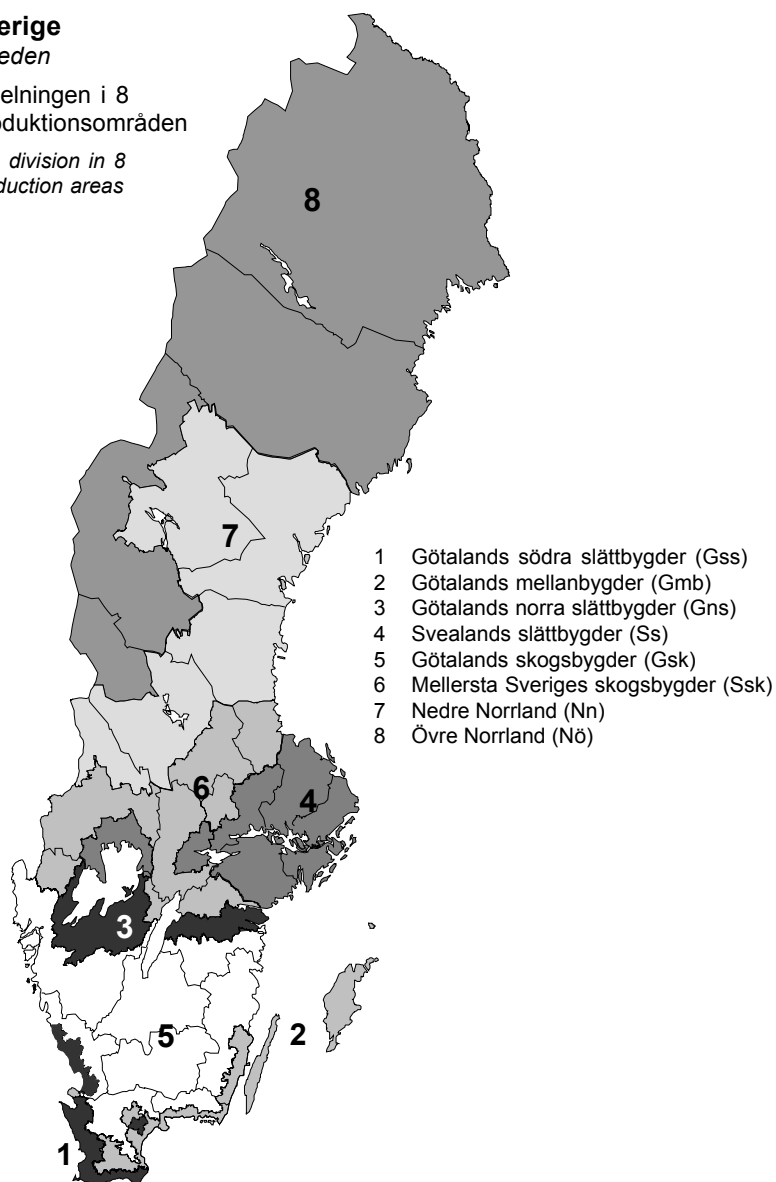 erige
eden
elningen i 8
oduktionsområden
division in 8
duction areas
8
7
1 Götalands södra slättbygder (Gss)
2 Götalands mellanbygder (Gmb)
3 Götalands norra slättbygder (Gns)
4 Svealands slättbygder (Ss)
5 Götalands skogsbygder (Gsk)
6 Mellersta Sveriges skogsbygder (Ssk)
7 Nedre Norrland (Nn)
8 Övre Norrland (Nö)
6
4
3
5
2
1